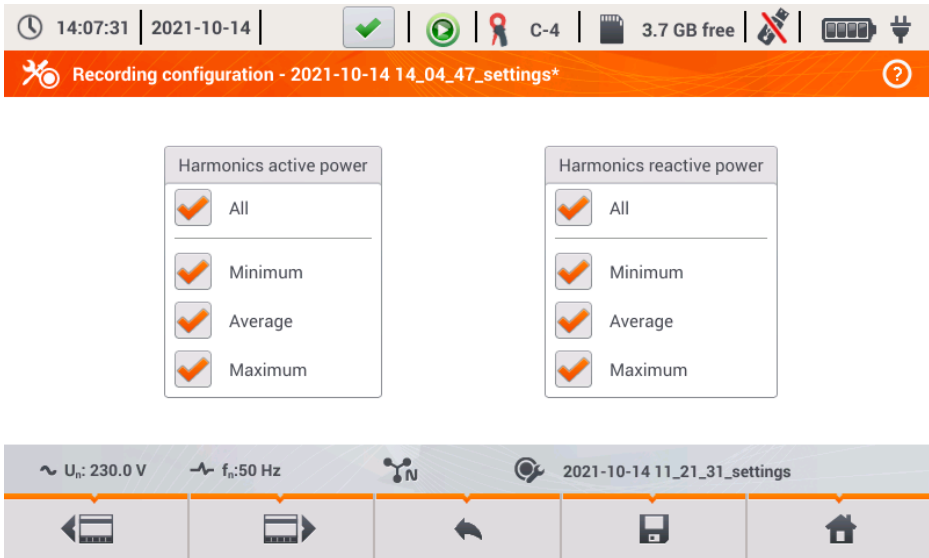 14:07:31 2021-10-14 C-4 3.7 GB free
Recording configuration - 2021-10-14 14_04_47_settings* ?
Harmonics active power
All
Minimum
Average
Maximum
Harmonics reactive power
All
Minimum
Average
Maximum
Uₙ: 230.0 V fₙ:50 Hz N 2021-10-14 11_21_31_settings